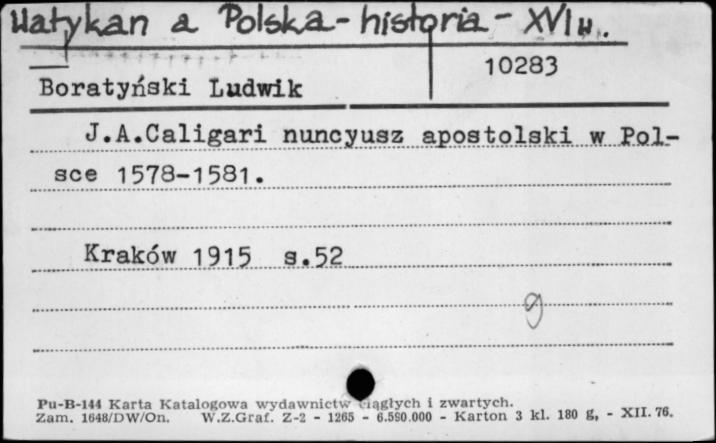 Watykan a Polska - historia - XVI w.
10283
Boratyński Ludwik
J.A.Caligari nuncyusz apostolski w Pol-
sce 1578-1581.
Kraków 1915 s.52
Pu-B-144 Karta Katalogowa wydawnictw ciągłych i zwartych.
Zam. 1648/DW/On. W.Z.Graf. Z-2 - 1265 - 6.590.000 - Karton 3 kl. 180 g, - XII. 76.